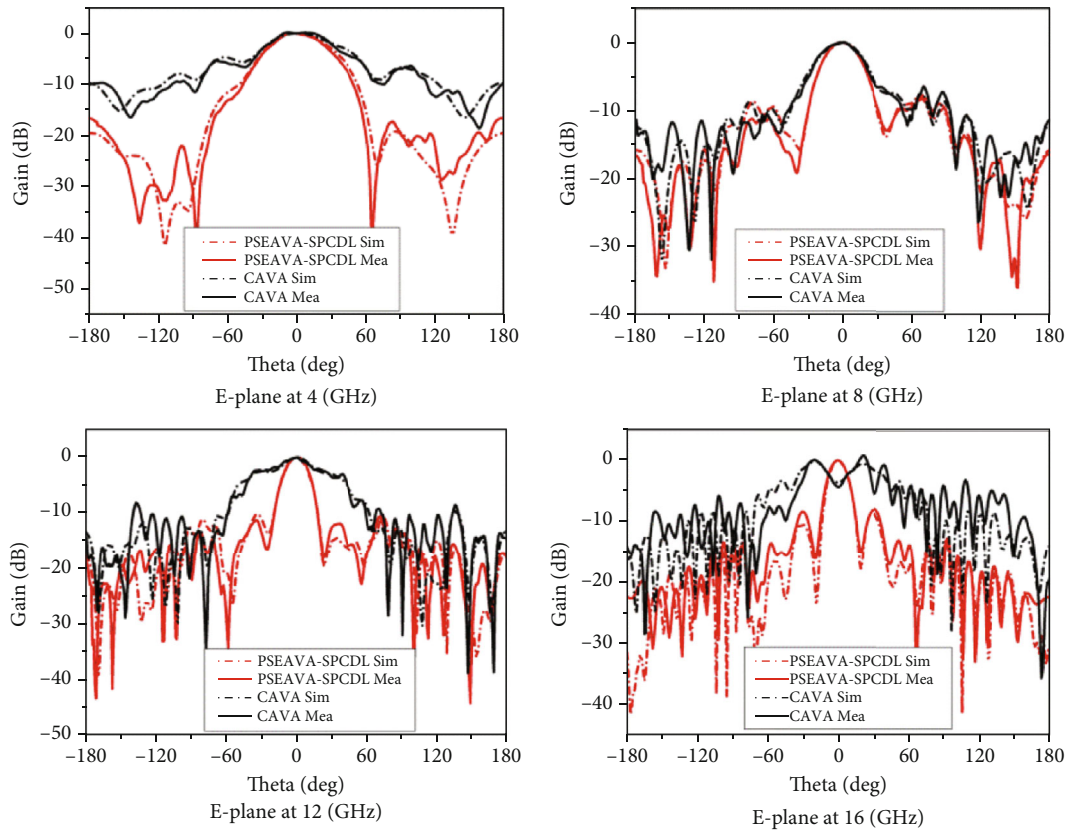 0
−10
−20
−30
−40
−50
Gain (dB)
PSEAVA-SPCDL Sim
PSEAVA-SPCDL Mea
CAVA Sim
CAVA Mea
−180 −120 −60 0 60 120 180
Theta (deg)
E-plane at 4 (GHz)
0
−10
−20
−30
−40
Gain (dB)
PSEAVA-SPCDL Sim
PSEAVA-SPCDL Mea
CAVA Sim
CAVA Mea
−180 −120 −60 0 60 120 180
Theta (deg)
E-plane at 8 (GHz)
0
−10
−20
−30
−40
−50
Gain (dB)
PSEAVA-SPCDL Sim
PSEAVA-SPCDL Mea
CAVA Sim
CAVA Mea
−180 −120 −60 0 60 120 180
Theta (deg)
E-plane at 12 (GHz)
0
−10
−20
−30
−40
Gain (dB)
PSEAVA-SPCDL Sim
PSEAVA-SPCDL Mea
CAVA Sim
CAVA Mea
−180 −120 −60 0 60 120 180
Theta (deg)
E-plane at 16 (GHz)